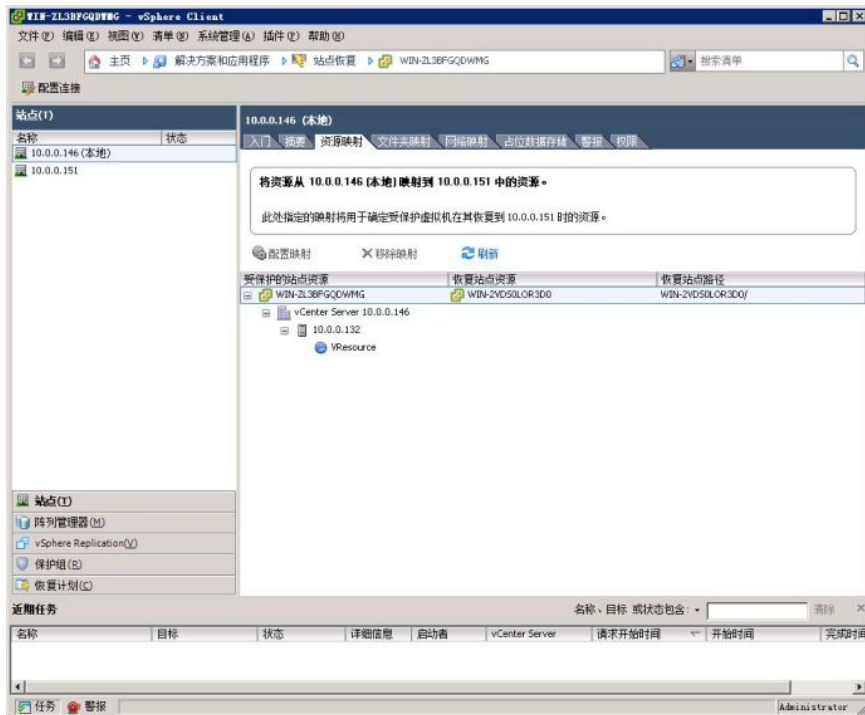 WIN-ZL3BFGQDWMG - vSphere Client
文件(F) 编辑(E) 视图(V) 清单(N) 系统管理(A) 插件(P) 帮助(H)
主页 解决方案和应用程序 站点恢复 WIN-ZL3BFGQDWMG 搜索清单
配置连接
站点(T)
名称 状态
10.0.0.146 (本地)
10.0.0.151
10.0.0.146 (本地)
入门 摘要 资源映射 文件夹映射 网络映射 占位数据存储 警报 权限
将资源从 10.0.0.146 (本地) 映射到 10.0.0.151 中的资源。
此处指定的映射将用于确定受保护虚拟机在其恢复到 10.0.0.151 时的资源。
配置映射 移除映射 刷新
受保护的站点资源 恢复站点资源 恢复站点路径
WIN-ZL3BFGQDWMG WIN-2VDS0LOR3D0 WIN-2VDS0LOR3D0/
vCenter Server 10.0.0.146
10.0.0.132
VResource
站点(T)
阵列管理器(M)
vSphere Replication(V)
保护组(R)
恢复计划(C)
近期任务 名称、目标 或状态包含: 清除
名称 目标 状态 详细信息 启动者 vCenter Server 请求开始时间 开始时间 完成时间
任务 警报 Administrator